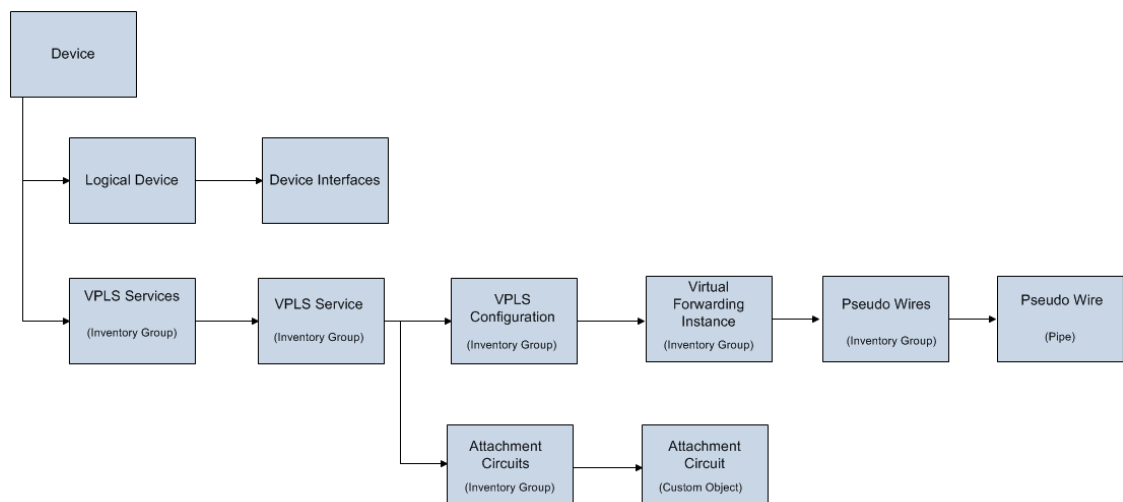 Device
Logical Device
Device Interfaces
VPLS Services
(Inventory Group)
VPLS Service
(Inventory Group)
VPLS
Configuration
(Inventory Group)
Virtual
Forwarding
Instance
(Inventory Group)
Pseudo Wires
(Inventory Group)
Pseudo Wire
(Pipe)
Attachment
Circuits
(Inventory Group)
Attachment
Circuit
(Custom Object)